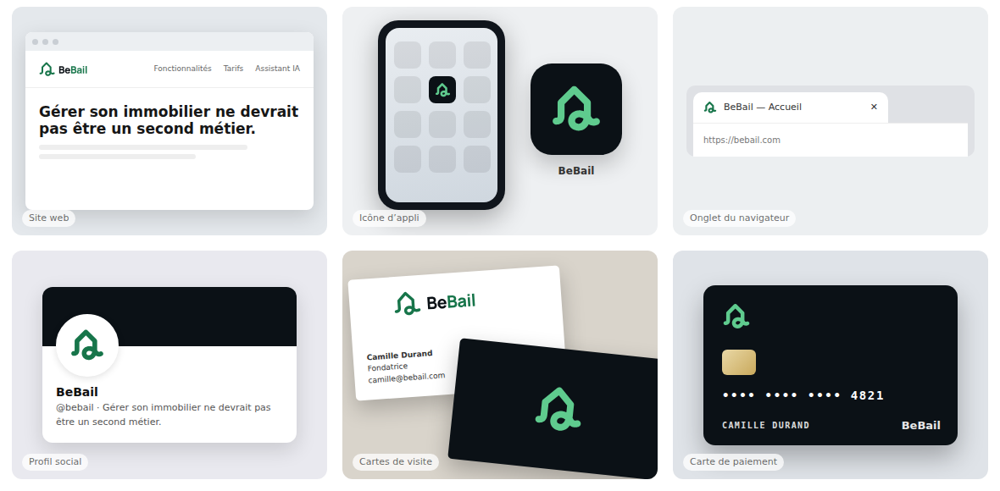 BeBail
Fonctionnalités Tarifs Assistant IA
Gérer son immobilier ne devrait
pas être un second métier.
Site web
BeBail
Icône d’appli
BeBail — Accueil ✕
https://bebail.com
Onglet du navigateur
BeBail
@bebail · Gérer son immobilier ne devrait pas
être un second métier.
Profil social
BeBail
Camille Durand
Fondatrice
camille@bebail.com
Cartes de visite
•••• •••• •••• 4821
CAMILLE DURAND BeBail
Carte de paiement